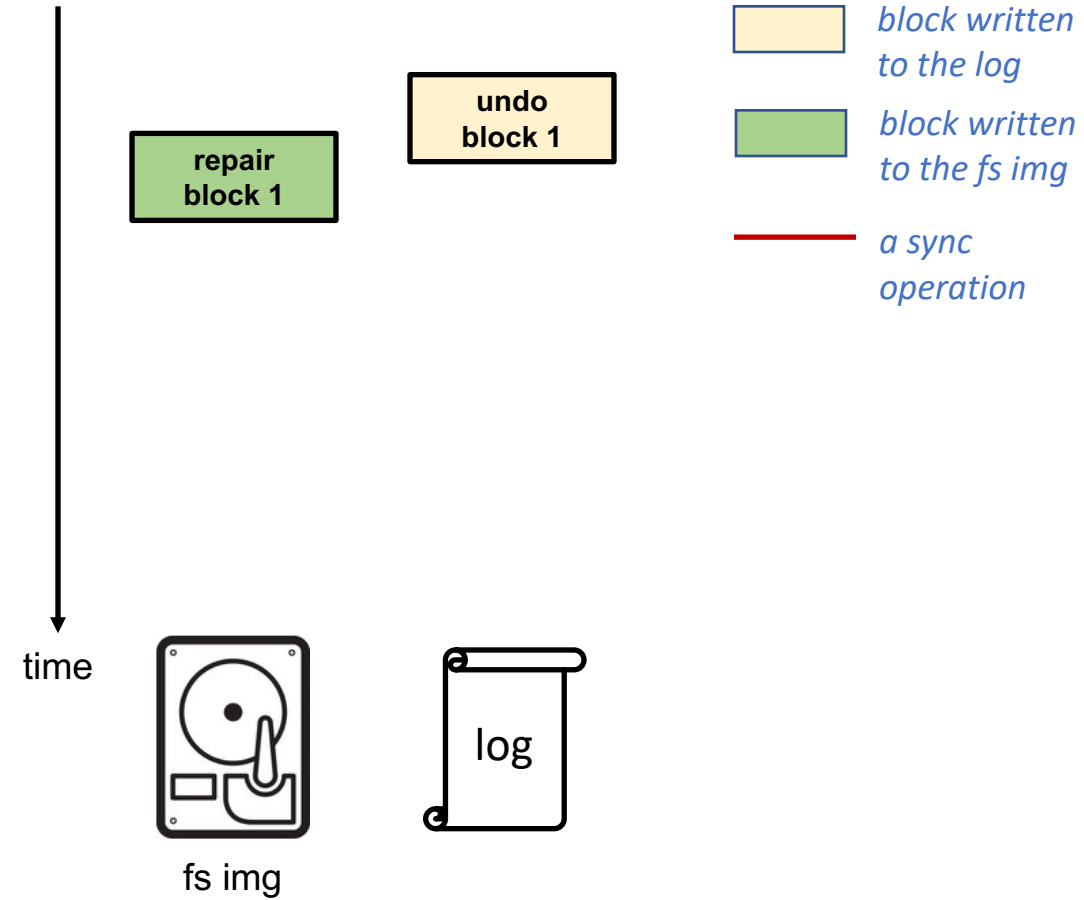 undo
block 1
repair
block 1
block written
to the log
block written
to the fs img
a sync
operation
time
log
fs img